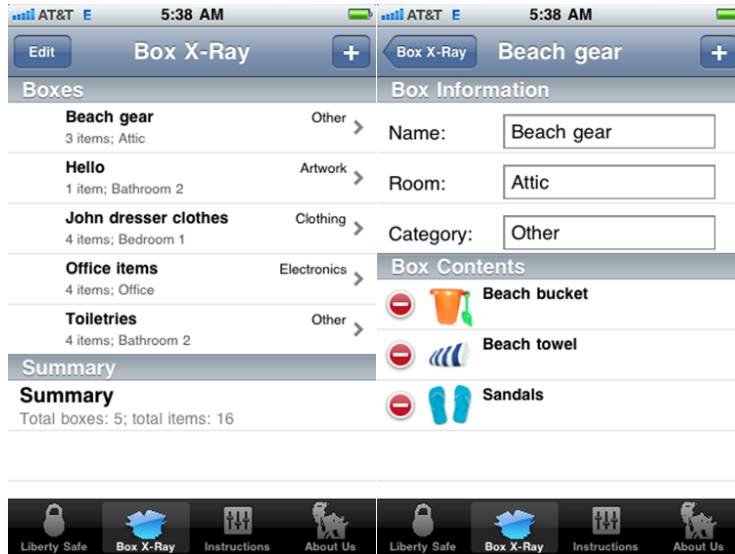 AT&T E 5:38 AM
Edit Box X-Ray +
Boxes
Beach gear Other
3 items; Attic
Hello Artwork
1 item; Bathroom 2
John dresser clothes Clothing
4 items; Bedroom 1
Office items Electronics
4 items; Office
Toiletries Other
4 items; Bathroom 2
Summary
Summary
Total boxes: 5; total items: 16
Liberty Safe Box X-Ray Instructions About Us
AT&T E 5:38 AM
Box X-Ray Beach gear +
Box Information
Name: Beach gear
Room: Attic
Category: Other
Box Contents
Beach bucket
Beach towel
Sandals
Liberty Safe Box X-Ray Instructions About Us